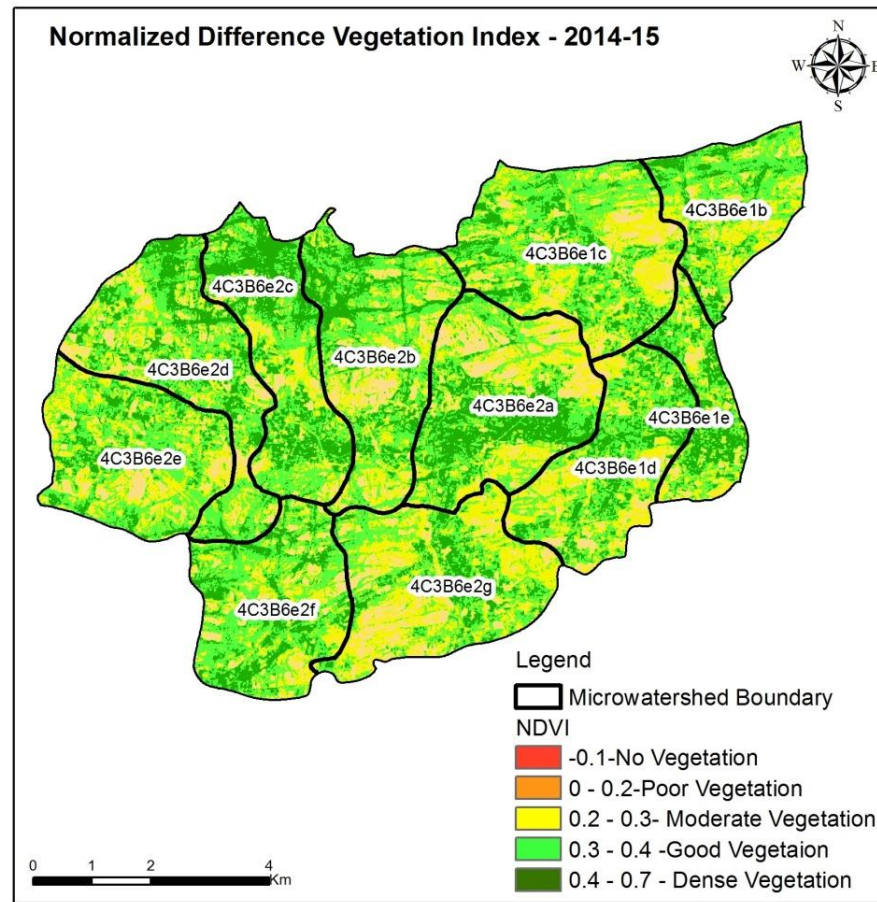 Normalized Difference Vegetation Index - 2014-15
N
W E
S
4C3B6e1b
4C3B6e1c
4C3B6e2c
4C3B6e2b
4C3B6e2d
4C3B6e2a
4C3B6e1e
4C3B6e2e
4C3B6e1d
4C3B6e2g
4C3B6e2f
Legend
Microwatershed Boundary
NDVI
-0.1-No Vegetation
0 - 0.2-Poor Vegetation
0.2 - 0.3- Moderate Vegetation
0.3 - 0.4 -Good Vegetaion
0.4 - 0.7 - Dense Vegetation
0 1 2 4
Km